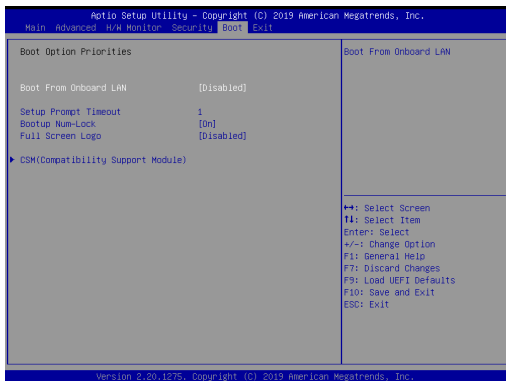 Aptio Setup Utility – Copyright (C) 2019 American Megatrends, Inc.
Main Advanced H/W Monitor Security Boot Exit
Boot Option Priorities
Boot From Onboard LAN [Disabled]
Setup Prompt Timeout 1
Bootup Num-Lock [On]
Full Screen Logo [Disabled]
▶ CSM(Compatibility Support Module)
Boot From Onboard LAN
↔: Select Screen
↑↓: Select Item
Enter: Select
+/-: Change Option
F1: General Help
F7: Discard Changes
F9: Load UEFI Defaults
F10: Save and Exit
ESC: Exit
Version 2.20.1275. Copyright (C) 2019 American Megatrends, Inc.